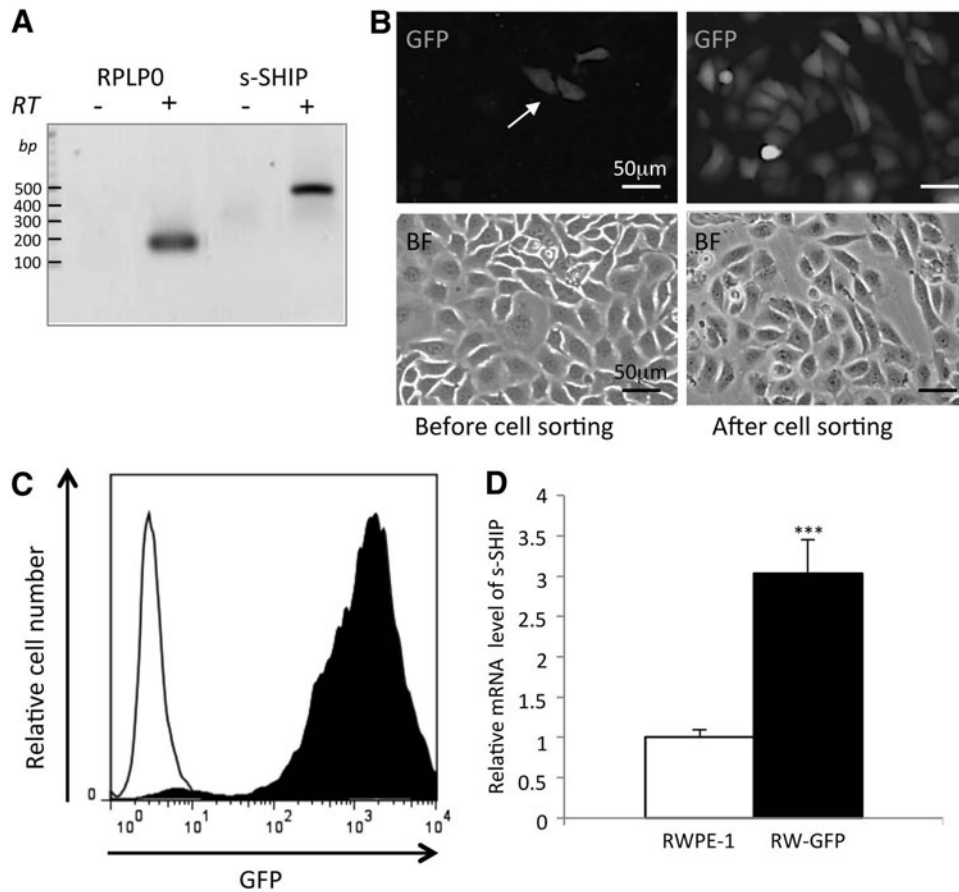 A
RPLP0 s-SHIP
RT - + - +
bp
500
400
300
200
100
B
GFP
50μm
GFP
BF
50μm
BF
Before cell sorting
After cell sorting
C
Relative cell number
0
10⁰ 10¹ 10² 10³ 10⁴
GFP
D
Relative mRNA level of s-SHIP
4
3.5
3
2.5
2
1.5
1
0.5
0
***
RWPE-1 RW-GFP